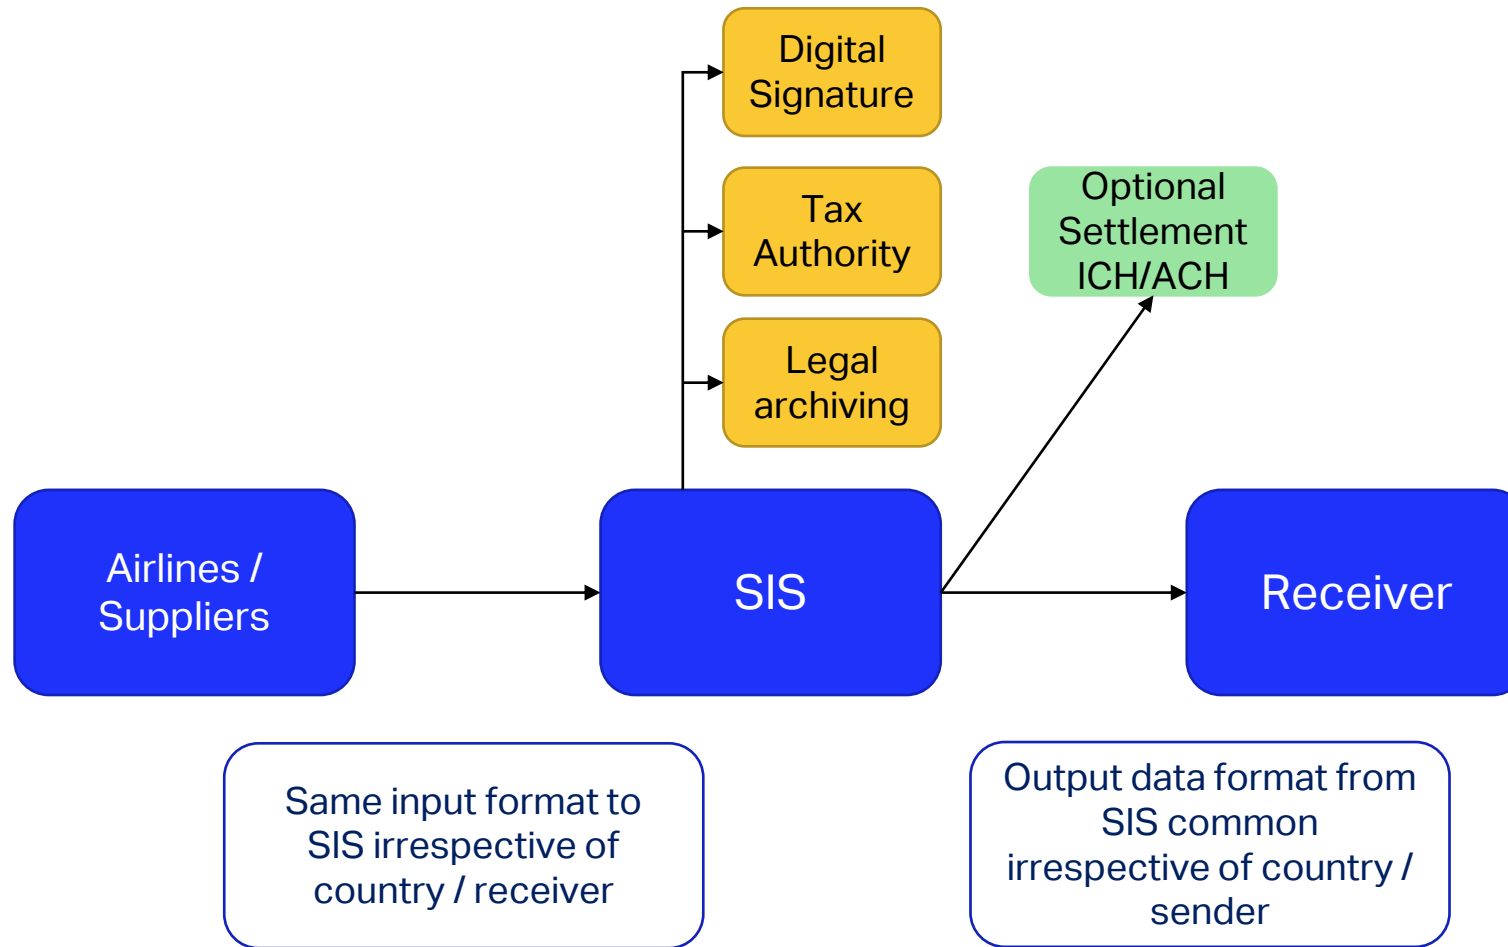 Digital
Signature
Tax
Authority
Optional
Settlement
ICH/ACH
Legal
archiving
Airlines /
Suppliers
SIS
Receiver
Same input format to
SIS irrespective of
country / receiver
Output data format from
SIS common
irrespective of country /
sender